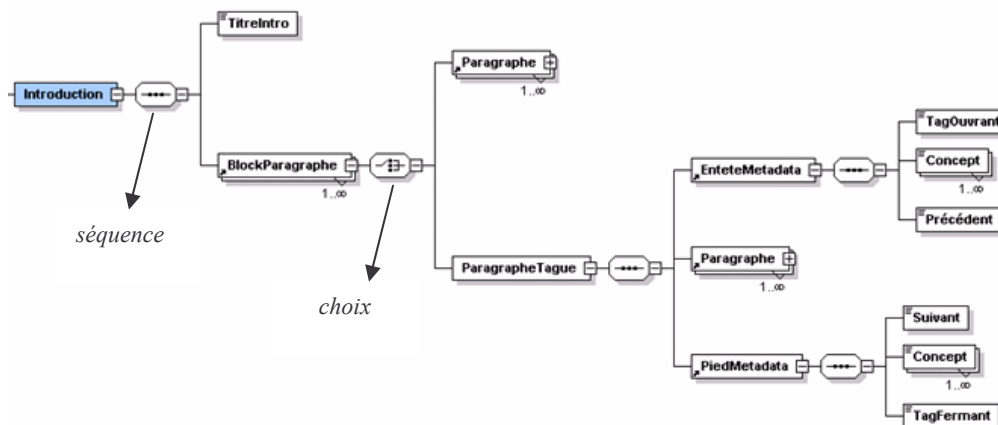 TitreIntro
Introduction
Paragraphe
1..∞
BlockParagraphe
1..∞
séquence
choix
TagOuvrant
EnteteMetadata
Concept
1..∞
Précédent
ParagrapheTague
Paragraphe
1..∞
Suivant
PiedMetadata
Concept
1..∞
TagFermant